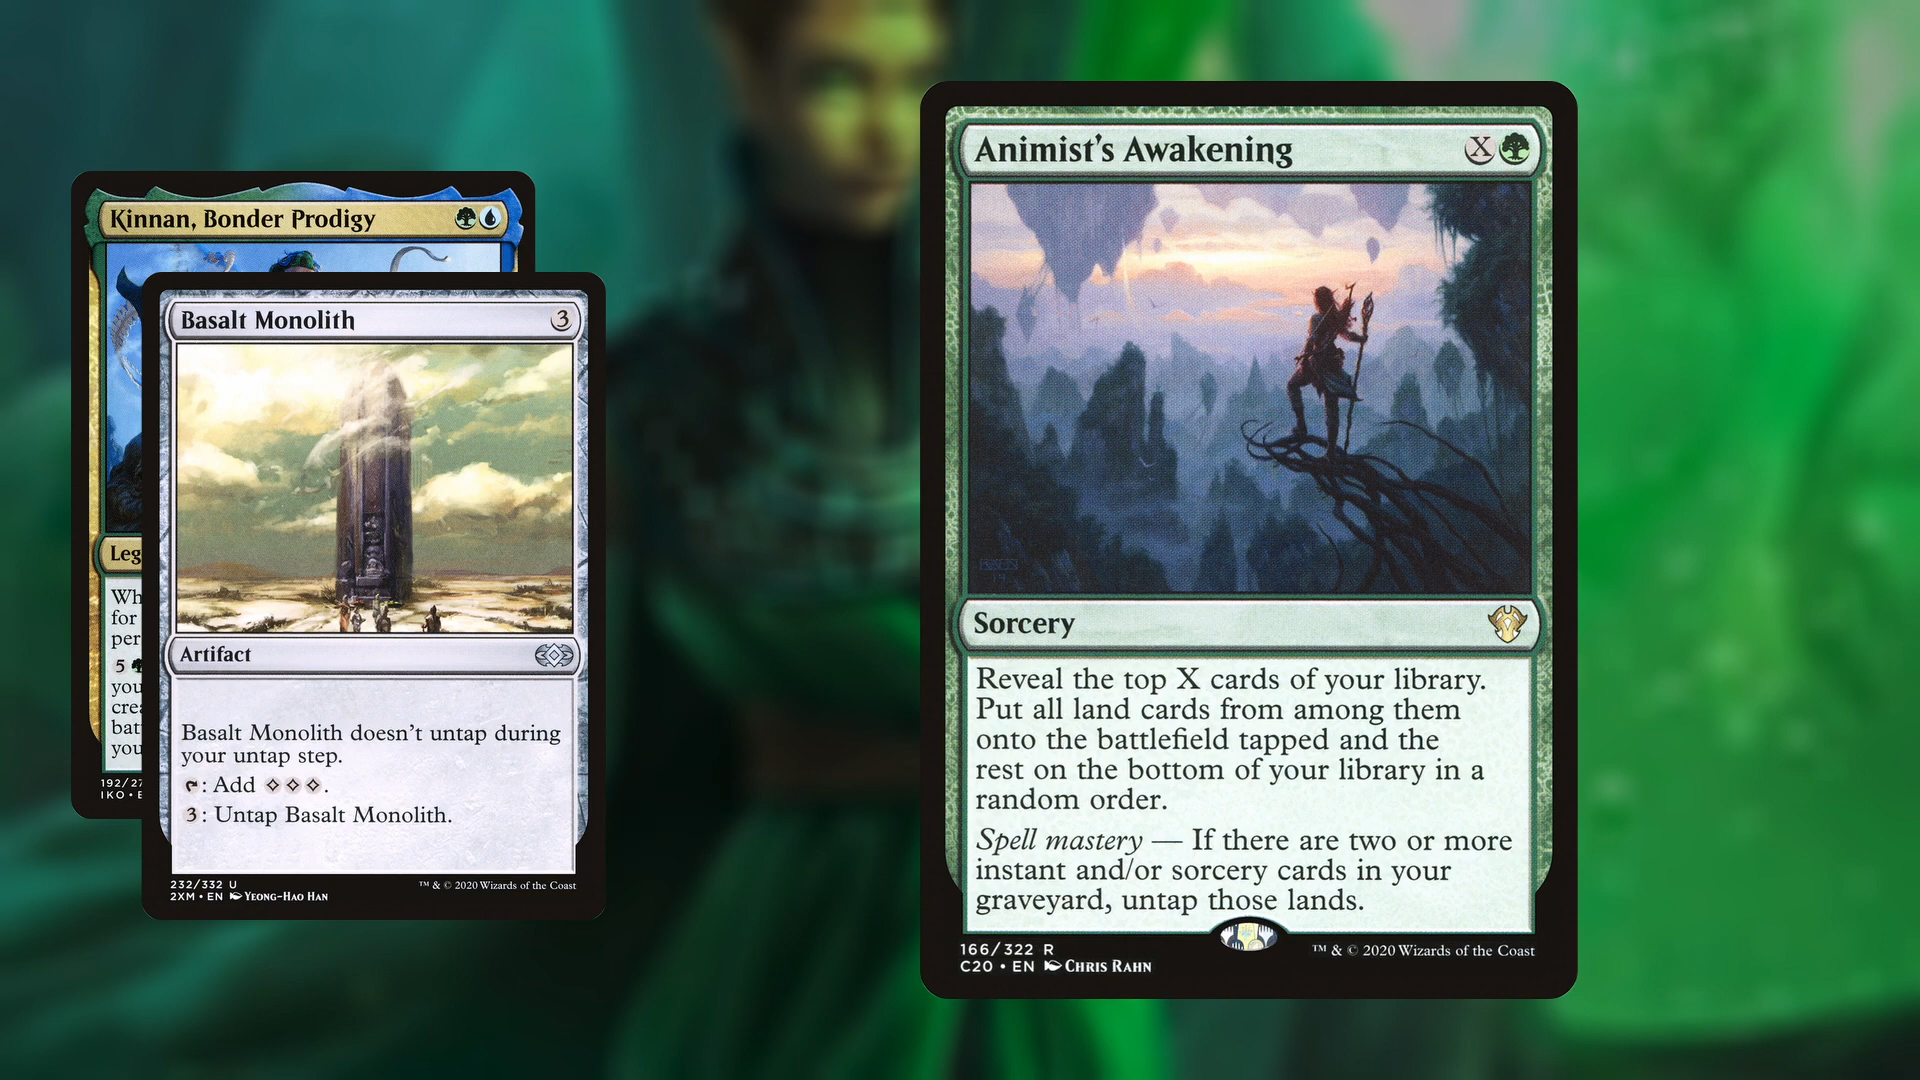 Kinnan, Bonder Prodigy
Leg
Wh
for
per
5
you
crea
batt
you
192/27
IKO • E
Basalt Monolith 3
Artifact
Basalt Monolith doesn't untap during
your untap step.
: Add .
3: Untap Basalt Monolith.
232/332 U
2XM • EN YEONG-HAO HAN
™ & © 2020 Wizards of the Coast
Animist's Awakening X
Sorcery
Reveal the top X cards of your library.
Put all land cards from among them
onto the battlefield tapped and the
rest on the bottom of your library in a
random order.
Spell mastery — If there are two or more
instant and/or sorcery cards in your
graveyard, untap those lands.
166/322 R
C20 • EN CHRIS RAHN
™ & © 2020 Wizards of the Coast